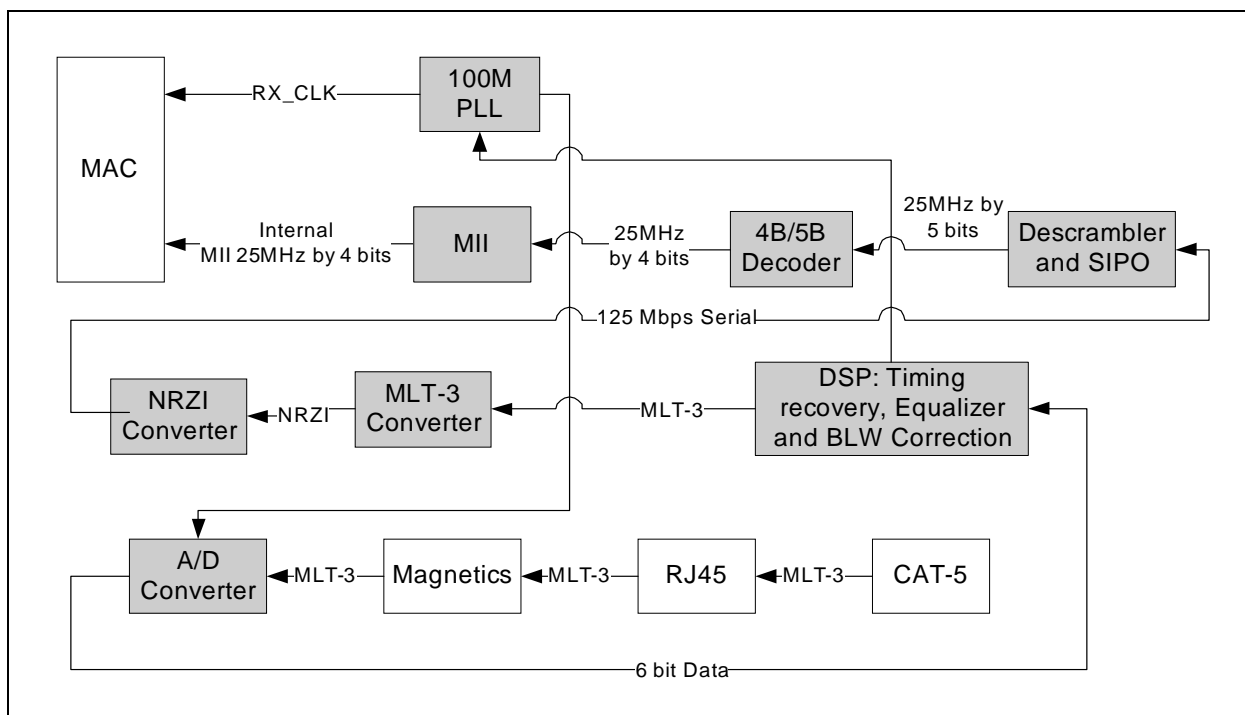 100M
PLL
RX_CLK
MAC
Internal
MII 25MHz by 4 bits
MII
25MHz
by 4 bits
4B/5B
Decoder
25MHz by
5 bits
Descrambler
and SIPO
125 Mbps Serial
NRZI
Converter
NRZI
MLT-3
Converter
MLT-3
DSP: Timing
recovery, Equalizer
and BLW Correction
A/D
Converter
MLT-3
Magnetics
MLT-3
RJ45
MLT-3
CAT-5
6 bit Data